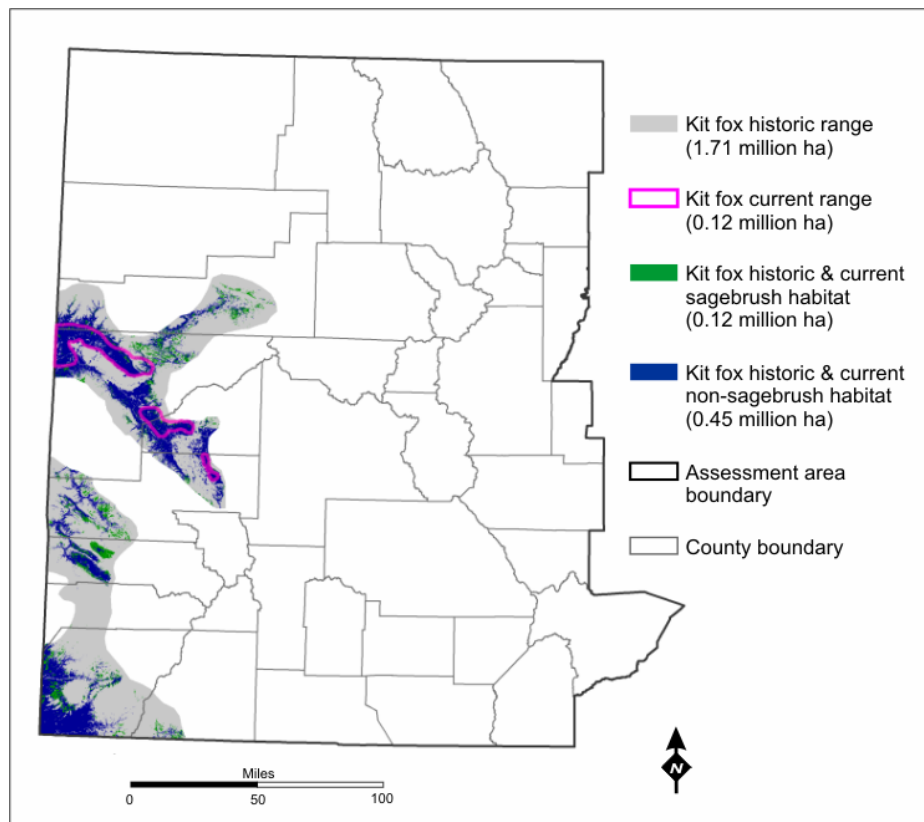 Kit fox historic range
(1.71 million ha)
Kit fox current range
(0.12 million ha)
Kit fox historic & current
sagebrush habitat
(0.12 million ha)
Kit fox historic & current
non-sagebrush habitat
(0.45 million ha)
Assessment area
boundary
County boundary
Miles
0 50 100
N